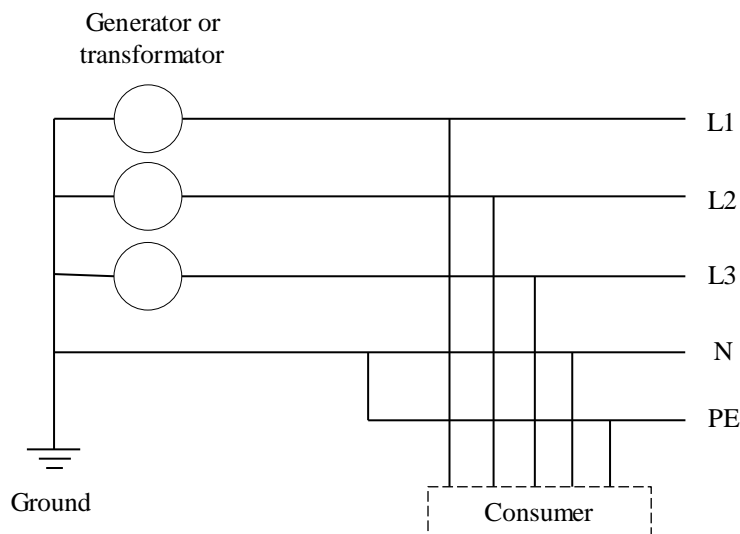 Generator or
transformator
L1
L2
L3
N
PE
Ground
Consumer